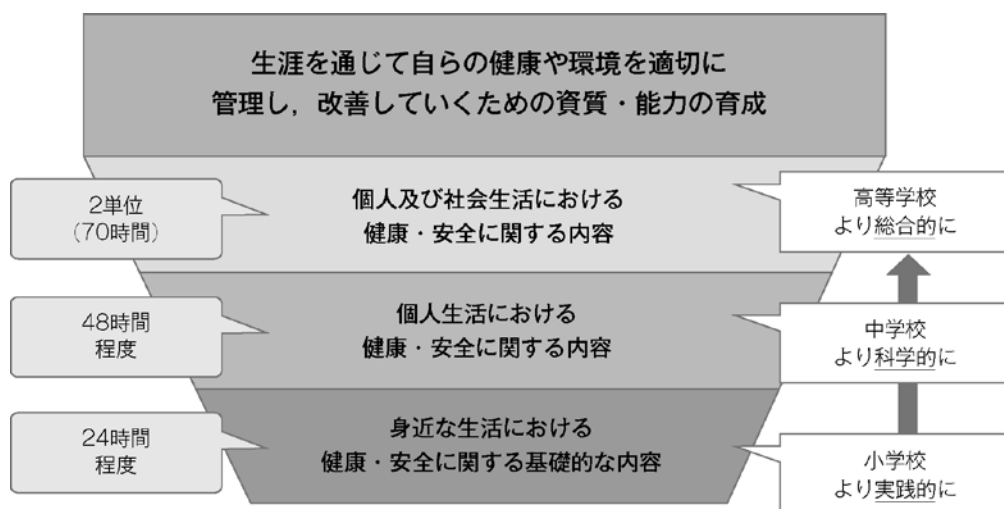 生涯を通じて自らの健康や環境を適切に
管理し，改善していくための資質・能力の育成
2単位
（70時間）
個人及び社会生活における
健康・安全に関する内容
高等学校
より総合的に
48時間
程度
個人生活における
健康・安全に関する内容
中学校
より科学的に
24時間
程度
身近な生活における
健康・安全に関する基礎的な内容
小学校
より実践的に